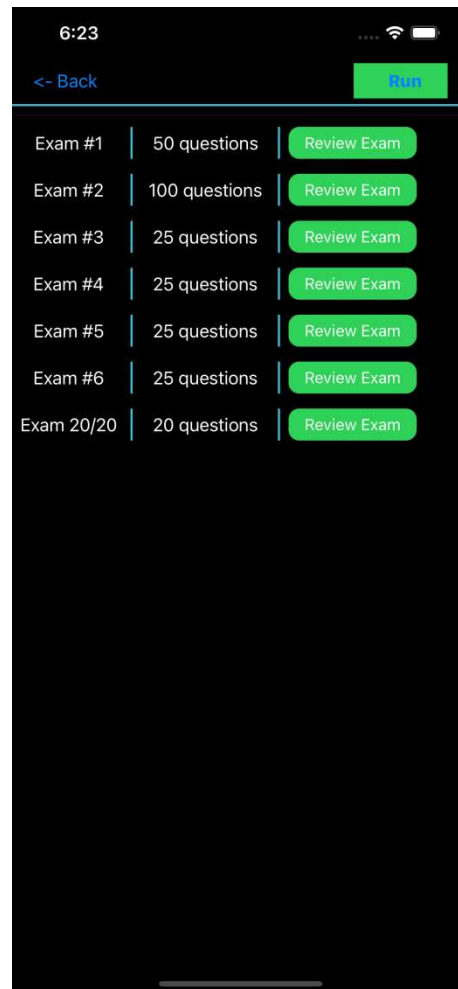 6:23
<- Back Run
Exam #1 50 questions Review Exam
Exam #2 100 questions Review Exam
Exam #3 25 questions Review Exam
Exam #4 25 questions Review Exam
Exam #5 25 questions Review Exam
Exam #6 25 questions Review Exam
Exam 20/20 20 questions Review Exam